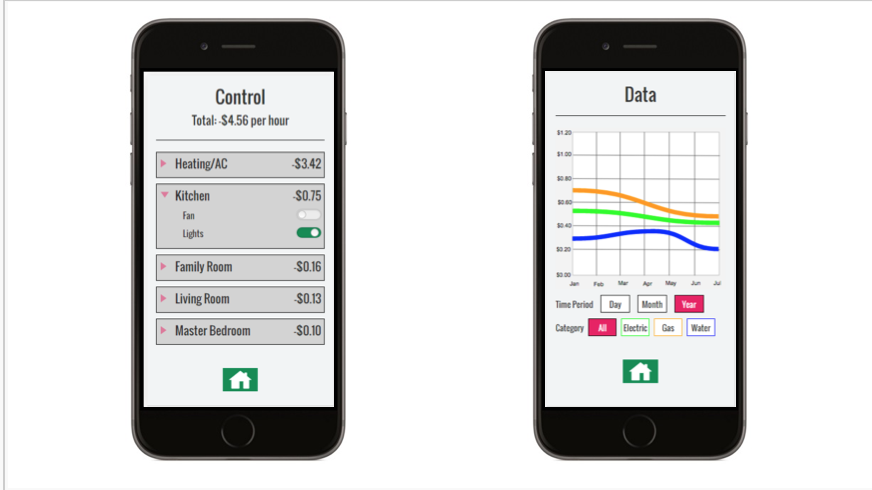 Control
Total: -$4.56 per hour
Heating/AC -$3.42
Kitchen -$0.75
Fan
Lights
Family Room -$0.16
Living Room -$0.13
Master Bedroom -$0.10
Data
$1.20
$1.00
$0.80
$0.60
$0.40
$0.20
$0.00
Jan Feb Mar Apr May Jun Jul
Time Period Day Month Year
Category All Electric Gas Water